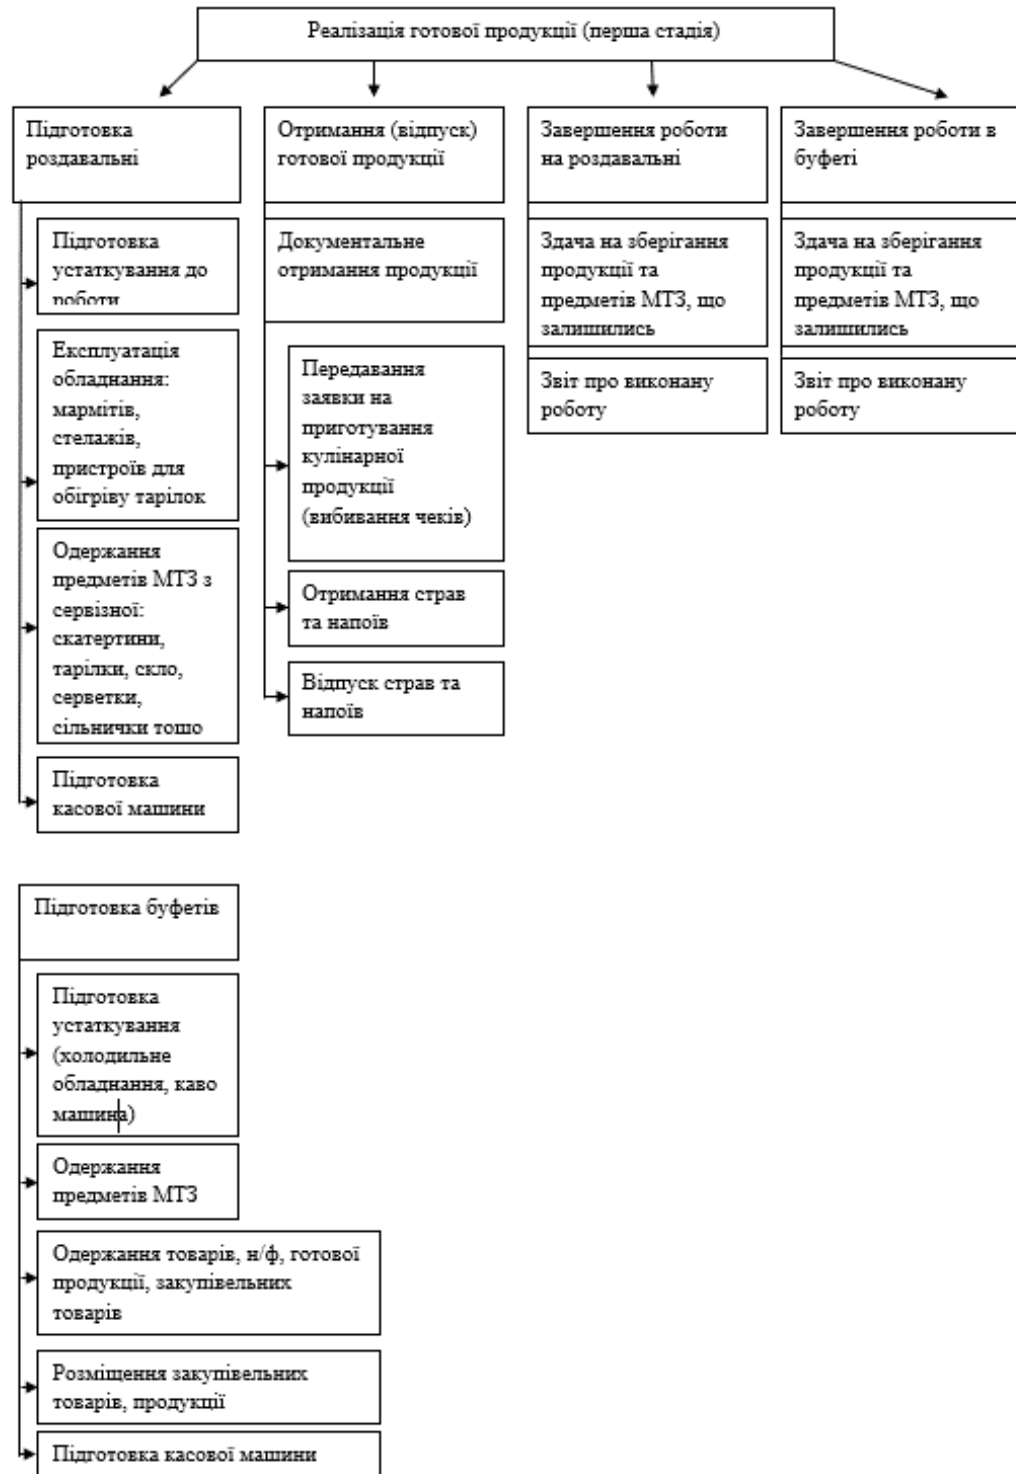 Реалізація готової продукції (перша стадія)
Підготовка
роздавальні
Підготовка
устаткування до
роботи
Експлуатація
обладнання:
мармітів,
стелажів,
пристроїв для
обігріву тарілок
Одержання
предметів МТЗ з
сервізної:
скатертини,
тарілки, скло,
серветки,
сільнички тощо
Підготовка
касової машини
Отримання (відпуск)
готової продукції
Документальне
отримання продукції
Передавання
заявки на
приготування
кулінарної
продукції
(вибивання чеків)
Отримання страв
та напоїв
Відпуск страв та
напоїв
Завершення роботи
на роздавальні
Здача на зберігання
продукції та
предметів МТЗ, що
залишились
Звіт про виконану
роботу
Завершення роботи в
буфеті
Здача на зберігання
продукції та
предметів МТЗ, що
залишились
Звіт про виконану
роботу
Підготовка буфетів
Підготовка
устаткування
(холодильне
обладнання, каво
машина)
Одержання
предметів МТЗ
Одержання товарів, н/ф, готової
продукції, закупівельних
товарів
Розміщення закупівельних
товарів, продукції
Підготовка касової машини